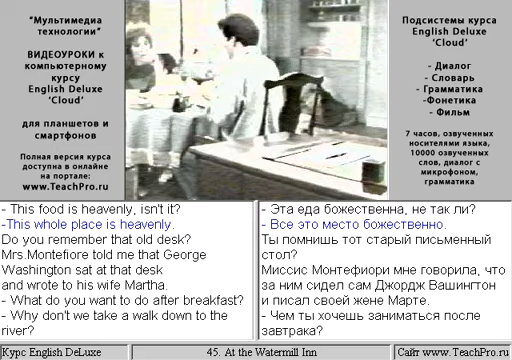 "Мультимедиа
технологии"
ВИДЕОУРОКИ к
компьютерному
курсу
English DeLuxe
'Cloud'
для планшетов и
смартфонов
Полная версия курса
доступна в онлайне
на портале:
www.TeachPro.ru
Подсистемы курса
English Deluxe
'Cloud'
- Диалог
- Словарь
- Грамматика
-Фонетика
- Фильм
7 часов, озвученных
носителями языка,
10000 озвученных
слов, диалог с
микрофоном,
грамматика
- This food is heavenly, isn't it?
-This whole place is heavenly.
Do you remember that old desk?
Mrs.Montefiore told me that George
Washington sat at that desk
and wrote to his wife Martha.
- What do you want to do after breakfast?
- Why don't we take a walk down to the
river?
- Эта еда божественна, не так ли?
- Все это место божественно.
Ты помнишь тот старый письменный
стол?
Миссис Монтефиори мне говорила, что
за ним сидел сам Джордж Вашингтон
и писал своей жене Марте.
- Чем ты хочешь заниматься после
завтрака?
Курс English DeLuxe
45. At the Watermill Inn
Сайт www.TeachPro.ru